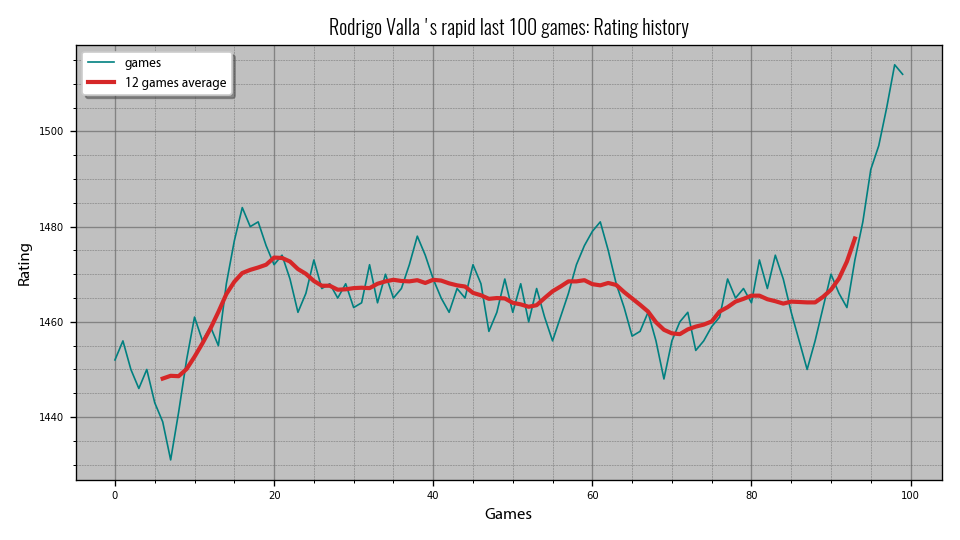 Rodrigo Valla 's rapid last 100 games: Rating history
games
12 games average
1500
1480
1460
1440
Rating
0 20 40 60 80 100
Games